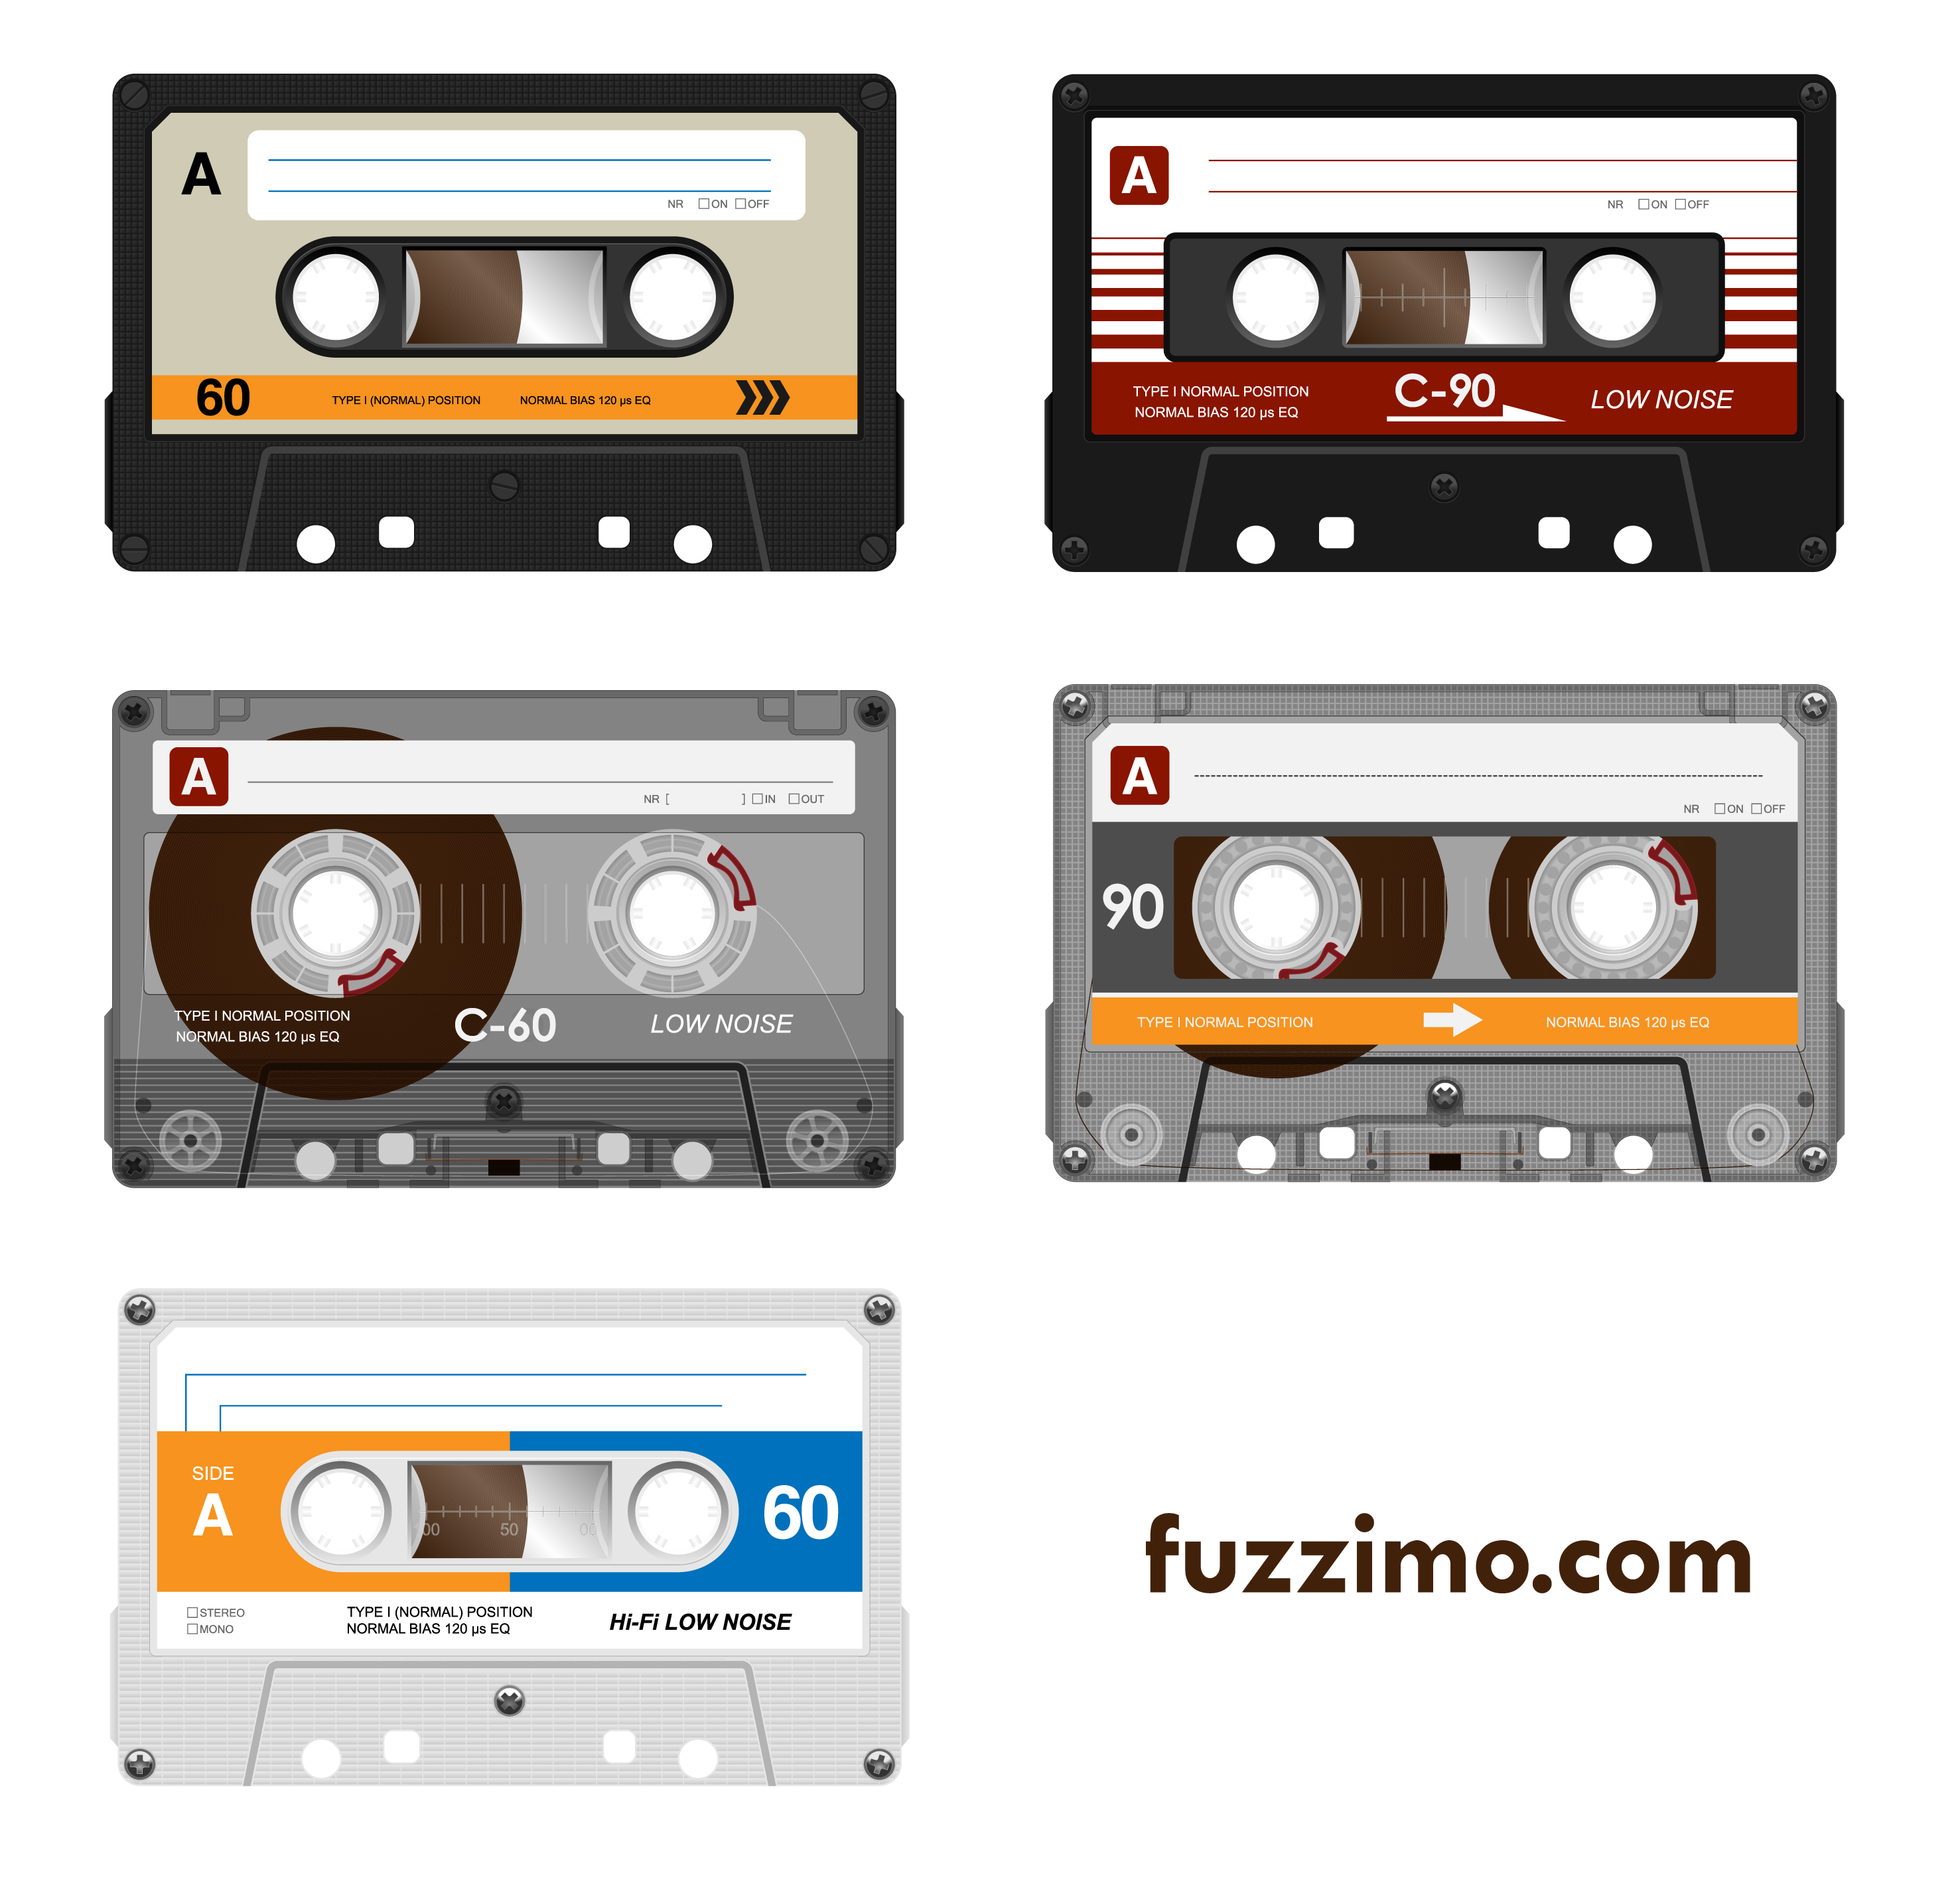 A
NR ON OFF
60 TYPE I (NORMAL) POSITION NORMAL BIAS 120 µs EQ
A
NR ON OFF
TYPE I NORMAL POSITION
NORMAL BIAS 120 µs EQ
C-90
LOW NOISE
A
NR [ ] IN OUT
TYPE I NORMAL POSITION
NORMAL BIAS 120 µs EQ
C-60
LOW NOISE
A
NR ON OFF
90
TYPE I NORMAL POSITION NORMAL BIAS 120 µs EQ
SIDE
A
100 50 00
60
STEREO
MONO
TYPE I (NORMAL) POSITION
NORMAL BIAS 120 µs EQ
Hi-Fi LOW NOISE
fuzzimo.com